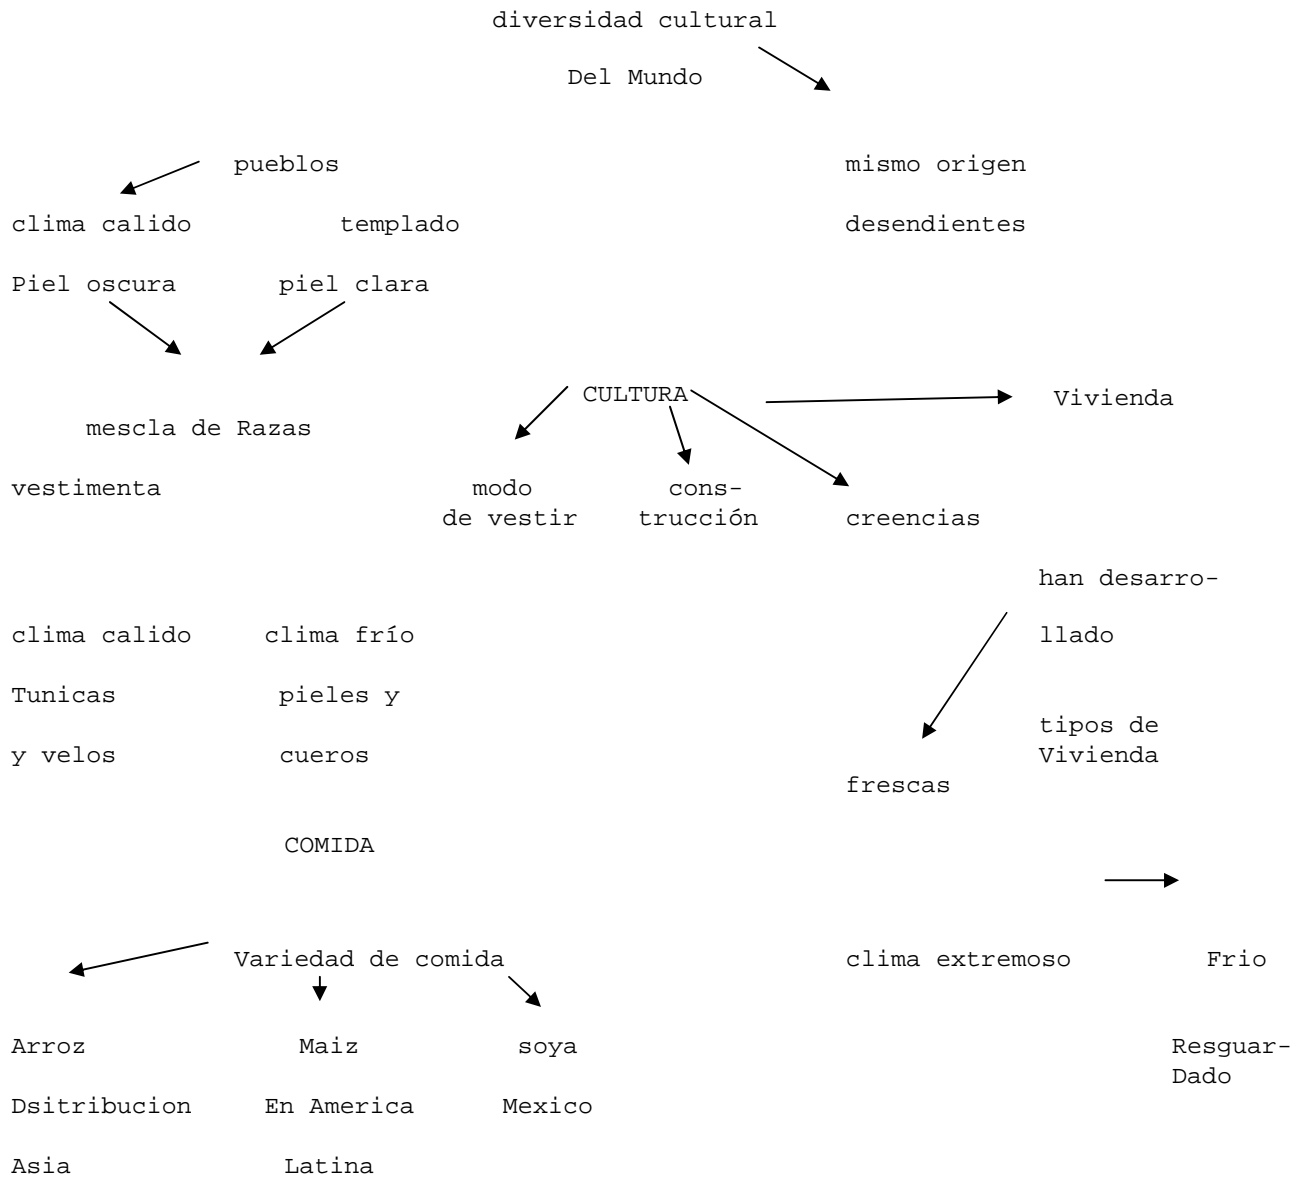 diversidad cultural
Del Mundo
pueblos mismo origen
clima calido templado desendientes
Piel oscura piel clara
CULTURA Vivienda
mescla de Razas
vestimenta modo cons-
de vestir trucción creencias
han desarro-
clima calido clima frío llado
Tunicas pieles y
tipos de
y velos cueros Vivienda
frescas
COMIDA
Variedad de comida clima extremoso Frio
Arroz Maiz soya Resguar-
Dado
Dsitribucion En America Mexico
Asia Latina